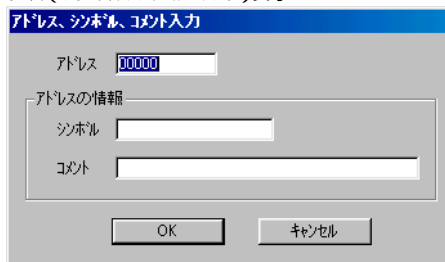 アドレス、シンボル、コメント入力
アドレス 00000
アドレスの情報
シンボル
コメント
OK キャンセル